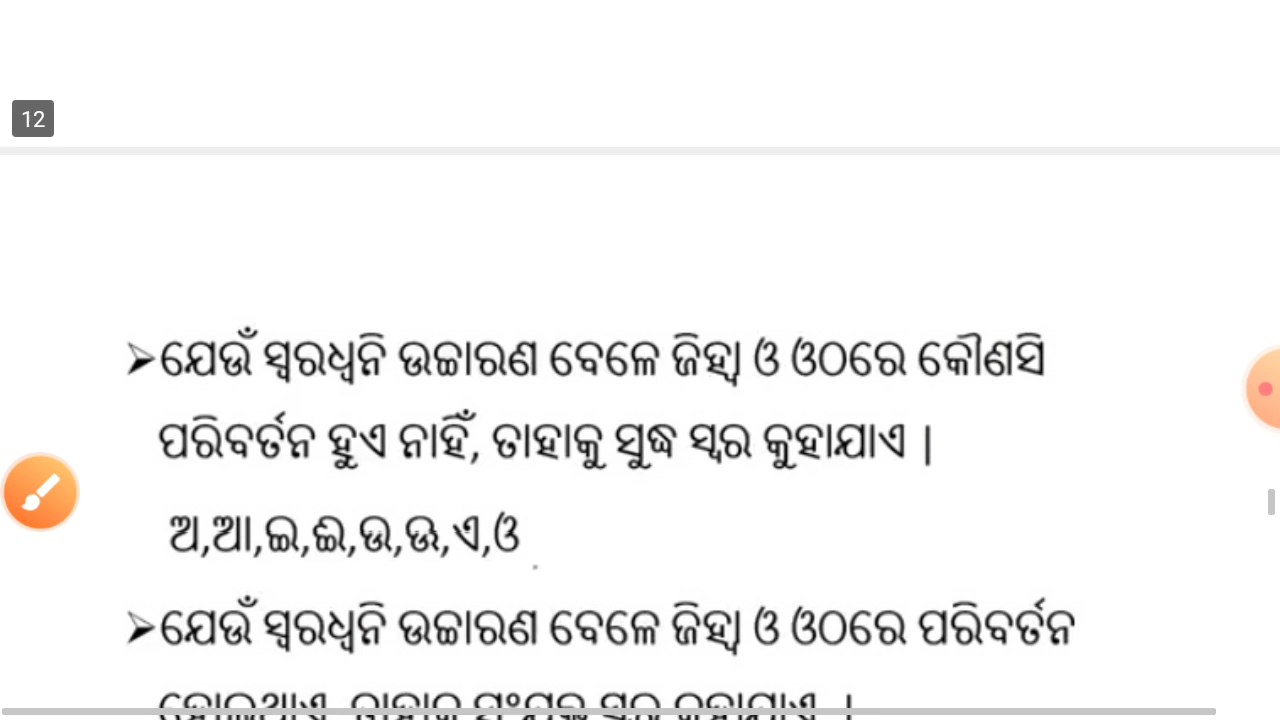 12
➢ଯେଉଁ ସ୍ୱରଧ୍ୱନି ଉଚ୍ଚାରଣ ବେଳେ ଜିହ୍ୱା ଓ ଓଠରେ କୌଣସି
ପରିବର୍ତନ ହୁଏ ନାହିଁ, ତାହାକୁ ସୁଦ୍ଧ ସ୍ୱର କୁହାଯାଏ |
ଅ,ଆ,ଇ,ଈ,ଉ,ଊ,ଏ,ଓ
➢ଯେଉଁ ସ୍ୱରଧ୍ୱନି ଉଚ୍ଚାରଣ ବେଳେ ଜିହ୍ୱା ଓ ଓଠରେ ପରିବର୍ତନ